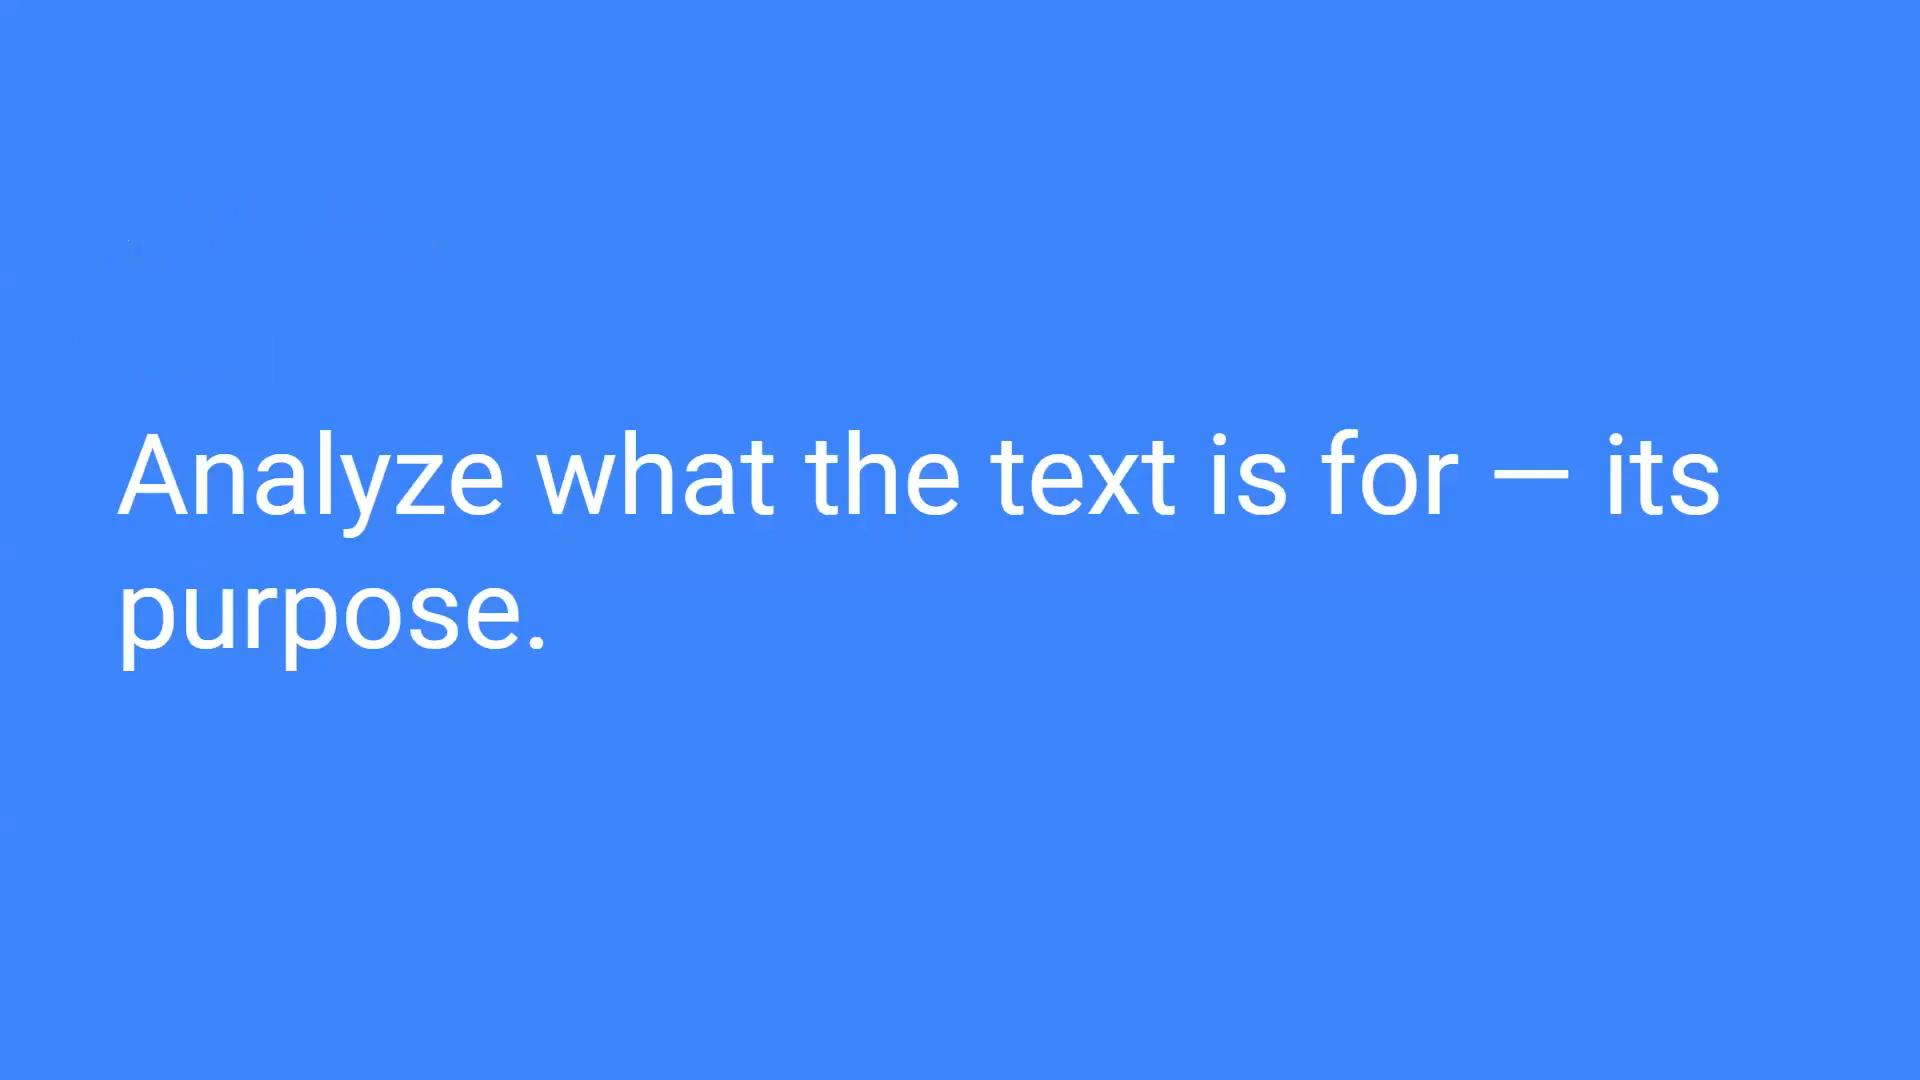 Analyze what the text is for — its
purpose.